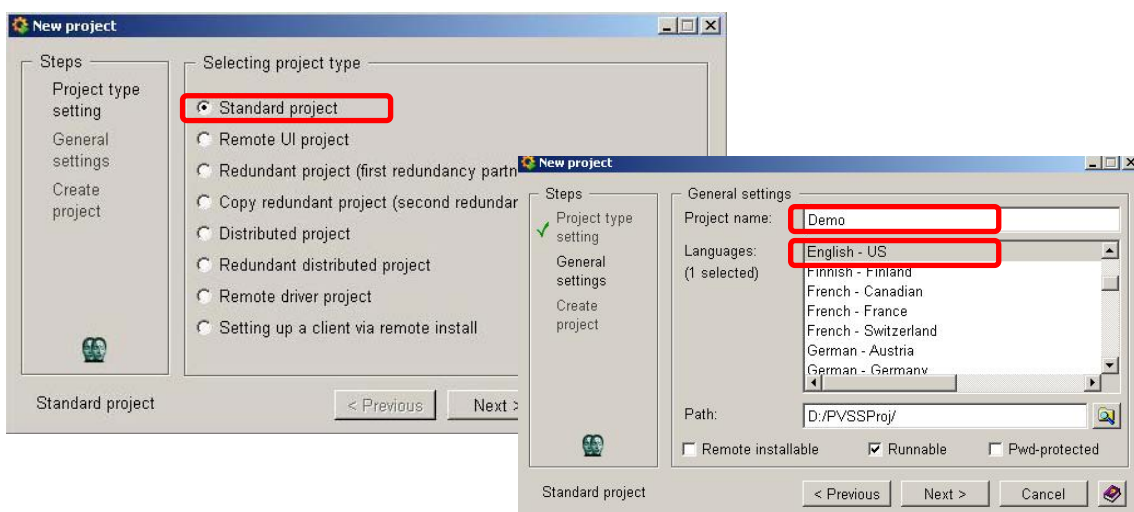 New project
Steps
Project type
setting
General
settings
Create
project
Selecting project type
Standard project
Remote UI project
Redundant project (first redundancy partn
Copy redundant project (second redundar
Distributed project
Redundant distributed project
Remote driver project
Setting up a client via remote install
Standard project
< Previous
Next >
New project
Steps
Project type
setting
General
settings
Create
project
General settings
Project name:
Demo
Languages:
(1 selected)
English - US
Finnish - Finland
French - Canadian
French - France
French - Switzerland
German - Austria
German - Germany
Path:
D:/PVSSProj/
Remote installable
Runnable
Pwd-protected
Standard project
< Previous
Next >
Cancel